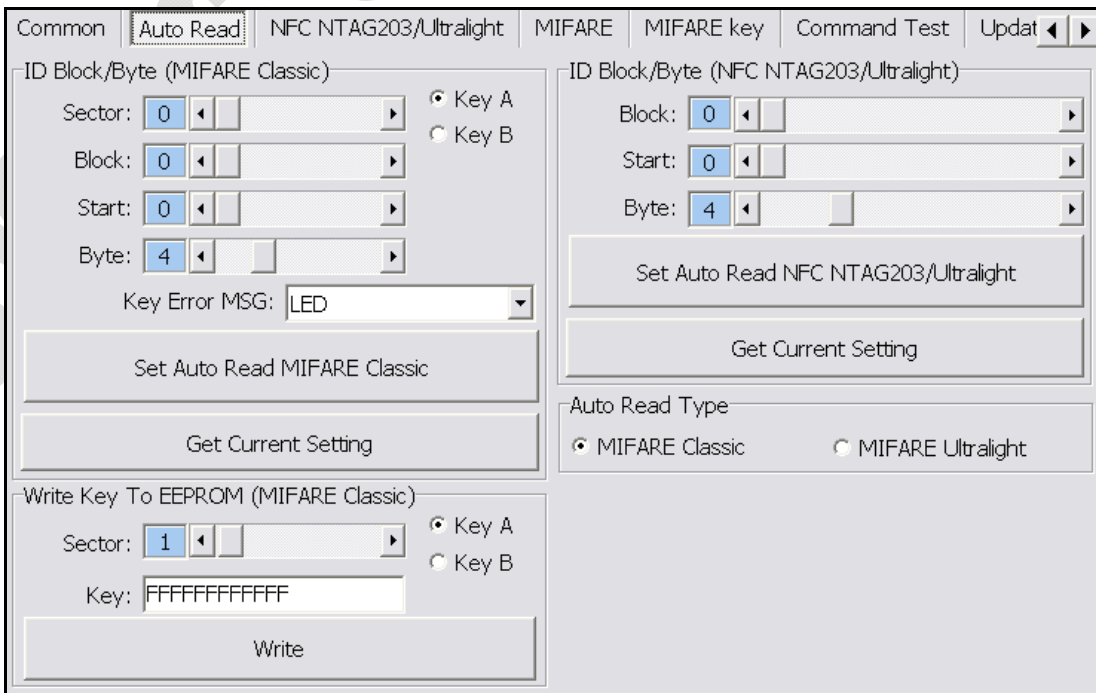 Common Auto Read NFC NTAG203/Ultralight MIFARE MIFARE key Command Test Updat
ID Block/Byte (MIFARE Classic)
Sector: 0
Key A
Key B
Block: 0
Start: 0
Byte: 4
Key Error MSG: LED
Set Auto Read MIFARE Classic
Get Current Setting
Write Key To EEPROM (MIFARE Classic)
Sector: 1
Key A
Key B
Key: FFFFFFFFFFFF
Write
ID Block/Byte (NFC NTAG203/Ultralight)
Block: 0
Start: 0
Byte: 4
Set Auto Read NFC NTAG203/Ultralight
Get Current Setting
Auto Read Type
MIFARE Classic MIFARE Ultralight